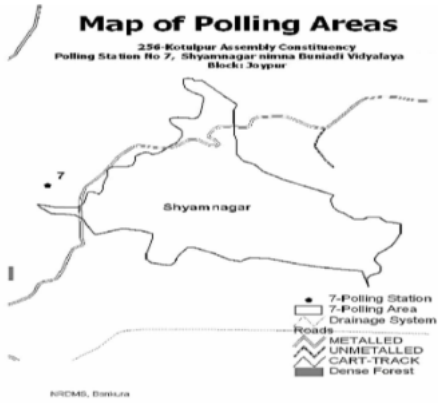 Map of Polling Areas
256-Kotulpur Assembly Constituency
Polling Station No 7, Shyamnagar nimna Buniadi Vidyalaya
Block: Joypur
7
Shyamnagar
7-Polling Station
7-Polling Area
Drainage System
Roads
METALLED
UNMETALLED
CART-TRACK
Dense Forest
NRDMS, Bankura